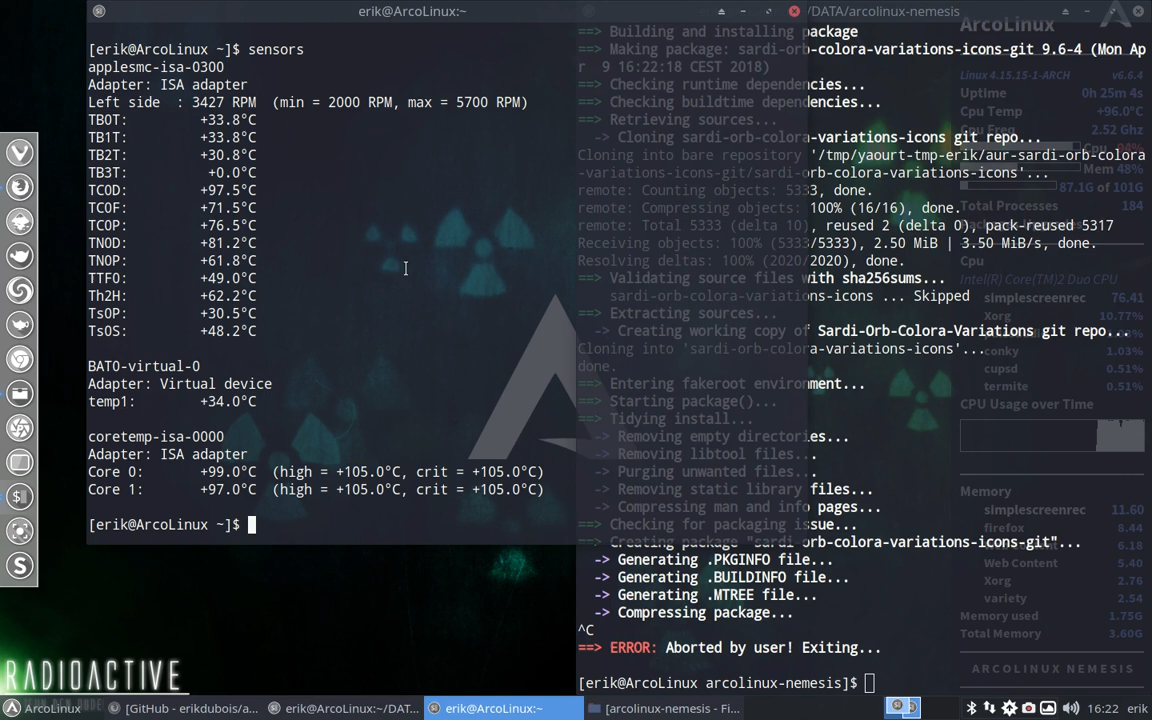 erik@ArcoLinux:~
[erik@ArcoLinux ~]$ sensors
applesmc-isa-0300
Adapter: ISA adapter
Left side  : 3427 RPM  (min = 2000 RPM, max = 5700 RPM)
TB0T:        +33.8°C
TB1T:        +33.8°C
TB2T:        +30.8°C
TB3T:         +0.0°C
TC0D:        +97.5°C
TC0F:        +71.5°C
TC0P:        +76.5°C
TN0D:        +81.2°C
TN0P:        +61.8°C
TTF0:        +49.0°C
Th2H:        +62.2°C
Ts0P:        +30.5°C
Ts0S:        +48.2°C
BAT0-virtual-0
Adapter: Virtual device
temp1:       +34.0°C
coretemp-isa-0000
Adapter: ISA adapter
Core 0:      +99.0°C  (high = +105.0°C, crit = +105.0°C)
Core 1:      +97.0°C  (high = +105.0°C, crit = +105.0°C)
[erik@ArcoLinux ~]$
/DATA/arcolinux-nemesis
==> Building and installing package
==> Making package: sardi-orb-colora-variations-icons-git 9.6-4 (Mon Ap
r  9 16:22:18 CEST 2018)
==> Checking runtime dependencies...
==> Checking buildtime dependencies...
==> Retrieving sources...
-> Cloning sardi-orb-colora-variations-icons git repo...
Cloning into bare repository '/tmp/yaourt-tmp-erik/aur-sardi-orb-colora
-variations-icons-git/sardi-orb-colora-variations-icons'...
remote: Counting objects: 5333, done.
remote: Compressing objects: 100% (16/16), done.
remote: Total 5333 (delta 10), reused 2 (delta 0), pack-reused 5317
Receiving objects: 100% (5333/5333), 2.50 MiB | 3.50 MiB/s, done.
Resolving deltas: 100% (2020/2020), done.
==> Validating source files with sha256sums...
sardi-orb-colora-variations-icons ... Skipped
==> Extracting sources...
-> Creating working copy of Sardi-Orb-Colora-Variations git repo...
Cloning into 'sardi-orb-colora-variations-icons'...
done.
==> Entering fakeroot environment...
==> Starting package()...
==> Tidying install...
-> Removing empty directories...
-> Removing libtool files...
-> Purging unwanted files...
-> Removing static library files...
-> Compressing man and info pages...
==> Checking for packaging issue...
==> Creating package "sardi-orb-colora-variations-icons-git"...
-> Generating .PKGINFO file...
-> Generating .BUILDINFO file...
-> Generating .MTREE file...
-> Compressing package...
^C
==> ERROR: Aborted by user! Exiting...
[erik@ArcoLinux arcolinux-nemesis]$
ArcoLinux
Linux 4.15.15-1-ARCH v6.6.4
Uptime 0h 25m 4s
Cpu Temp +96.0°C
Cpu Freq 2.52 Ghz
Cpu 94%
Mem 48%
87.1G of 101G
Total Processes 184
Cpu
Intel(R) Core(TM)2 Duo CPU
simplescreenrec 76.41
Xorg 10.77%
conky 1.03%
cupsd 0.51%
termite 0.51%
CPU Usage over Time
Memory
simplescreenrec 11.60
firefox 8.44
Web Content 6.18
Web Content 5.40
Xorg 2.76
variety 2.54
Memory used 1.75G
Total Memory 3.60G
ARCOLINUX NEMESIS
RADIOACTIVE
ArcoLinux
[GitHub - erikdubois/a...
erik@ArcoLinux:~/DAT...
erik@ArcoLinux:~
[arcolinux-nemesis - Fi...
16:22
erik